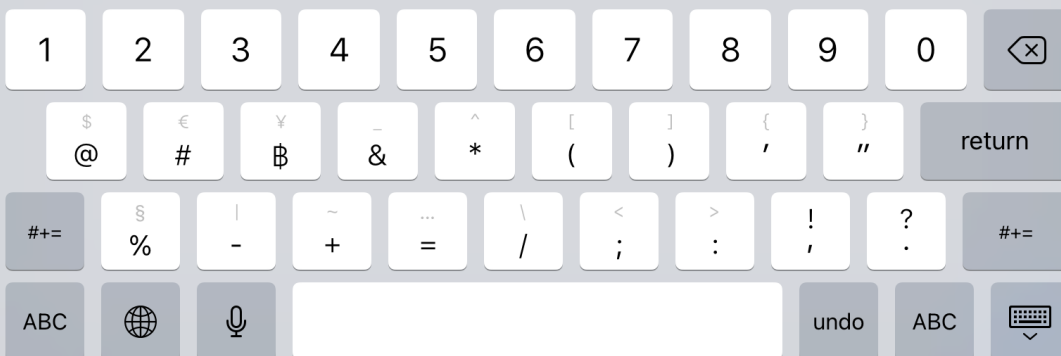 1 2 3 4 5 6 7 8 9 0
$ € ¥ _ ^ [ ] { }
@ # ฿ & * ( ) ' "
§ | ~ … \ < > ! ?
#+= % - + = / ; : , . #+=
ABC undo ABC
return